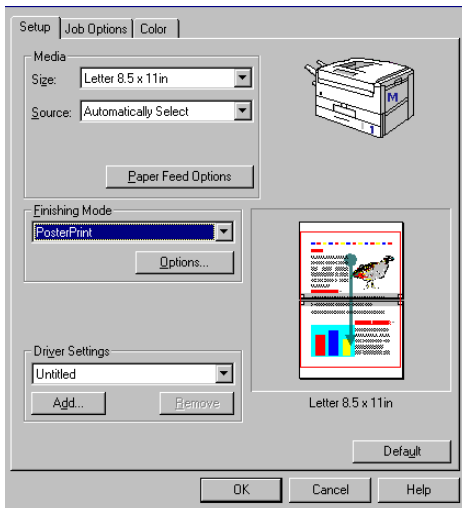 Setup Job Options Color
Media
Size: Letter 8.5 x 11in
Source: Automatically Select
M
1
Paper Feed Options
Finishing Mode
PosterPrint
Options...
Driver Settings
Untitled
Add... Remove
Letter 8.5 x 11in
Default
OK Cancel Help